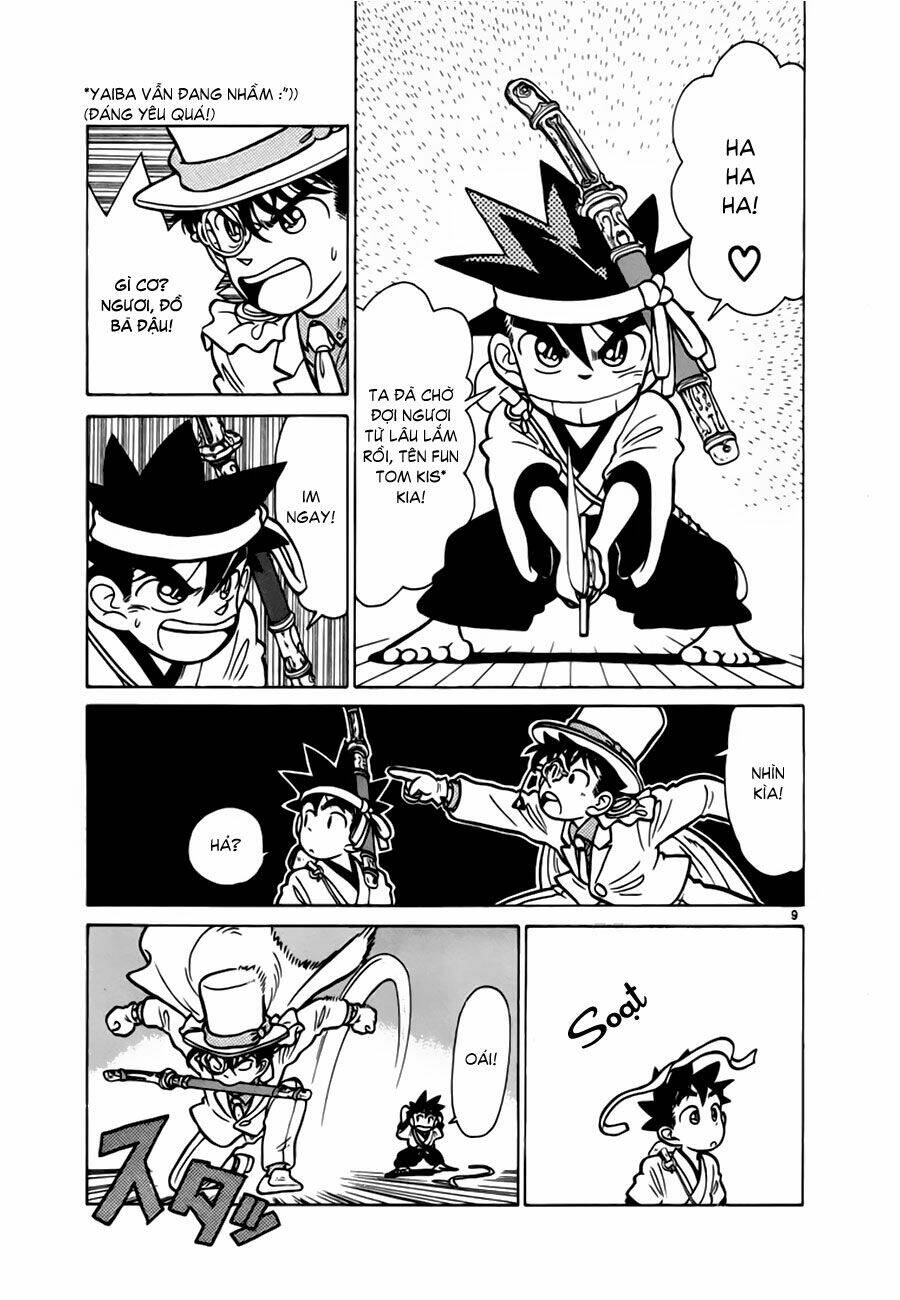 *YAIBA VẪN ĐANG NHẦM :"))
(ĐÁNG YÊU QUÁ!)
HA
HA
HA!
♡
TA ĐÃ CHỜ
ĐỢI NGƯƠI
TỪ LÂU LẮM
RỒI, TÊN FUN
TOM KIS*
KIA!
GÌ CƠ?
NGƯƠI, ĐỒ
BÃ ĐẬU!
IM
NGAY!
NHÌN
KÌA!
HẢ?
9
Soạt
OÁI!
スタッ